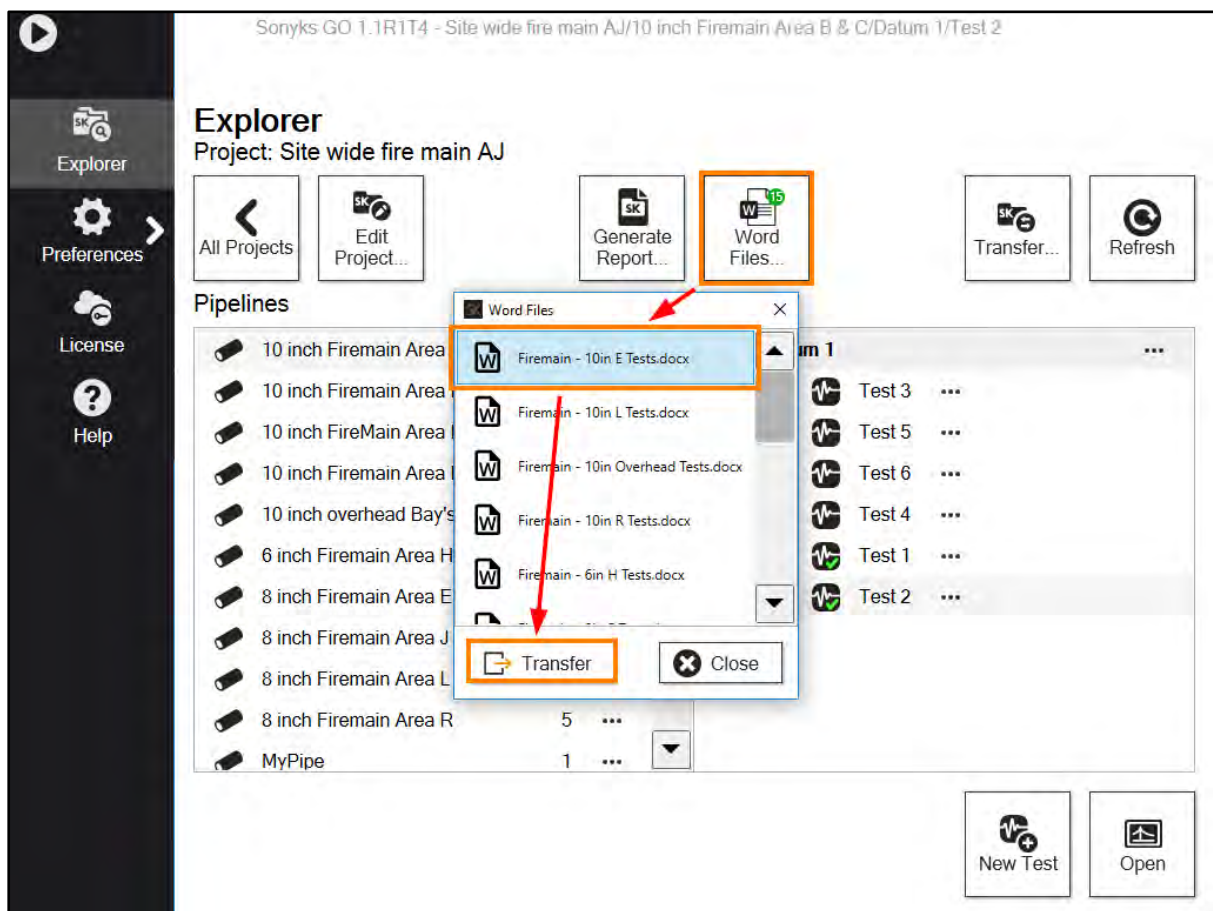 Sonyks GO 1.1R1T4 - Site wide fire main AJ/10 inch Firemain Area B & C/Datum 1/Test 2
Explorer
Preferences
License
Help
Explorer
Project: Site wide fire main AJ
All Projects
SK
Edit
Project...
SK
Generate
Report...
W
15
Word
Files...
SK
Transfer...
Refresh
Pipelines
10 inch Firemain Area
10 inch Firemain Area
10 inch FireMain Area
10 inch Firemain Area
10 inch overhead Bay's
6 inch Firemain Area H
8 inch Firemain Area E
8 inch Firemain Area J
8 inch Firemain Area L
8 inch Firemain Area R 5 ...
MyPipe 1 ...
SK Word Files
W Firemain - 10in E Tests.docx
W Firemain - 10in L Tests.docx
W Firemain - 10in Overhead Tests.docx
W Firemain - 10in R Tests.docx
W Firemain - 6in H Tests.docx
Transfer
Close
um 1 ...
Test 3 ...
Test 5 ...
Test 6 ...
Test 4 ...
Test 1 ...
Test 2 ...
New Test
Open